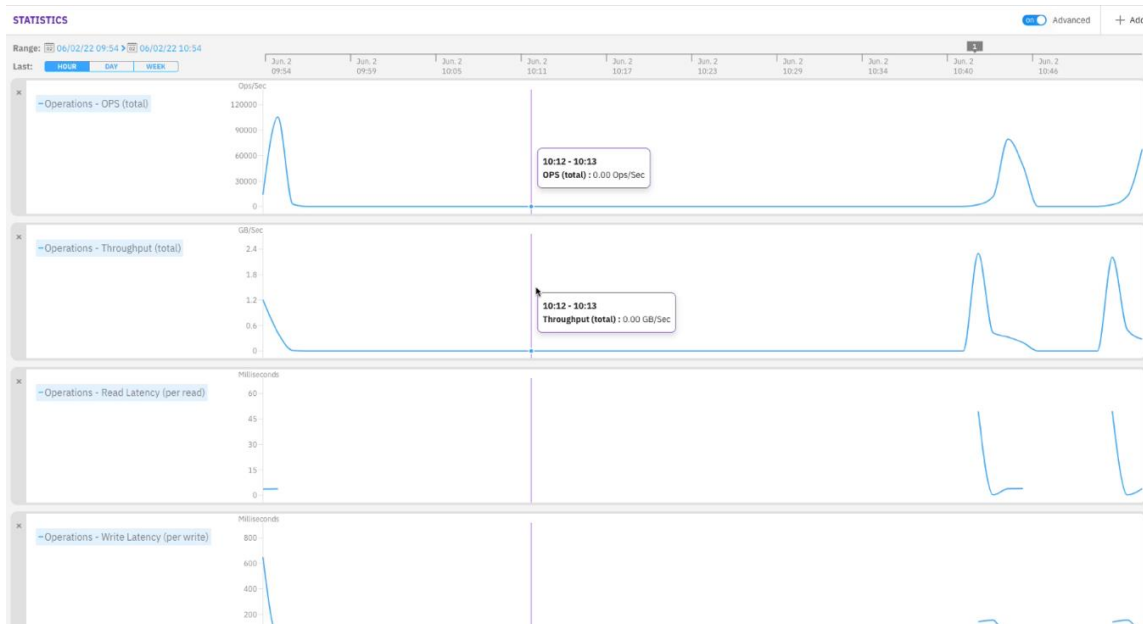 STATISTICS
on Advanced + Add
Range: 06/02/22 09:54 > 06/02/22 10:54
Last: HOUR DAY WEEK
1
Jun. 2 Jun. 2 Jun. 2 Jun. 2 Jun. 2 Jun. 2 Jun. 2 Jun. 2 Jun. 2 Jun. 2
09:54 09:59 10:05 10:11 10:17 10:23 10:29 10:34 10:40 10:46
Ops/Sec
Operations - OPS (total)
120000
90000
60000
30000
0
10:12 - 10:13
OPS (total) : 0.00 Ops/Sec
GB/Sec
Operations - Throughput (total)
2.4
1.8
1.2
0.6
0
10:12 - 10:13
Throughput (total) : 0.00 GB/Sec
Milliseconds
Operations - Read Latency (per read)
60
45
30
15
0
Milliseconds
Operations - Write Latency (per write)
800
600
400
200